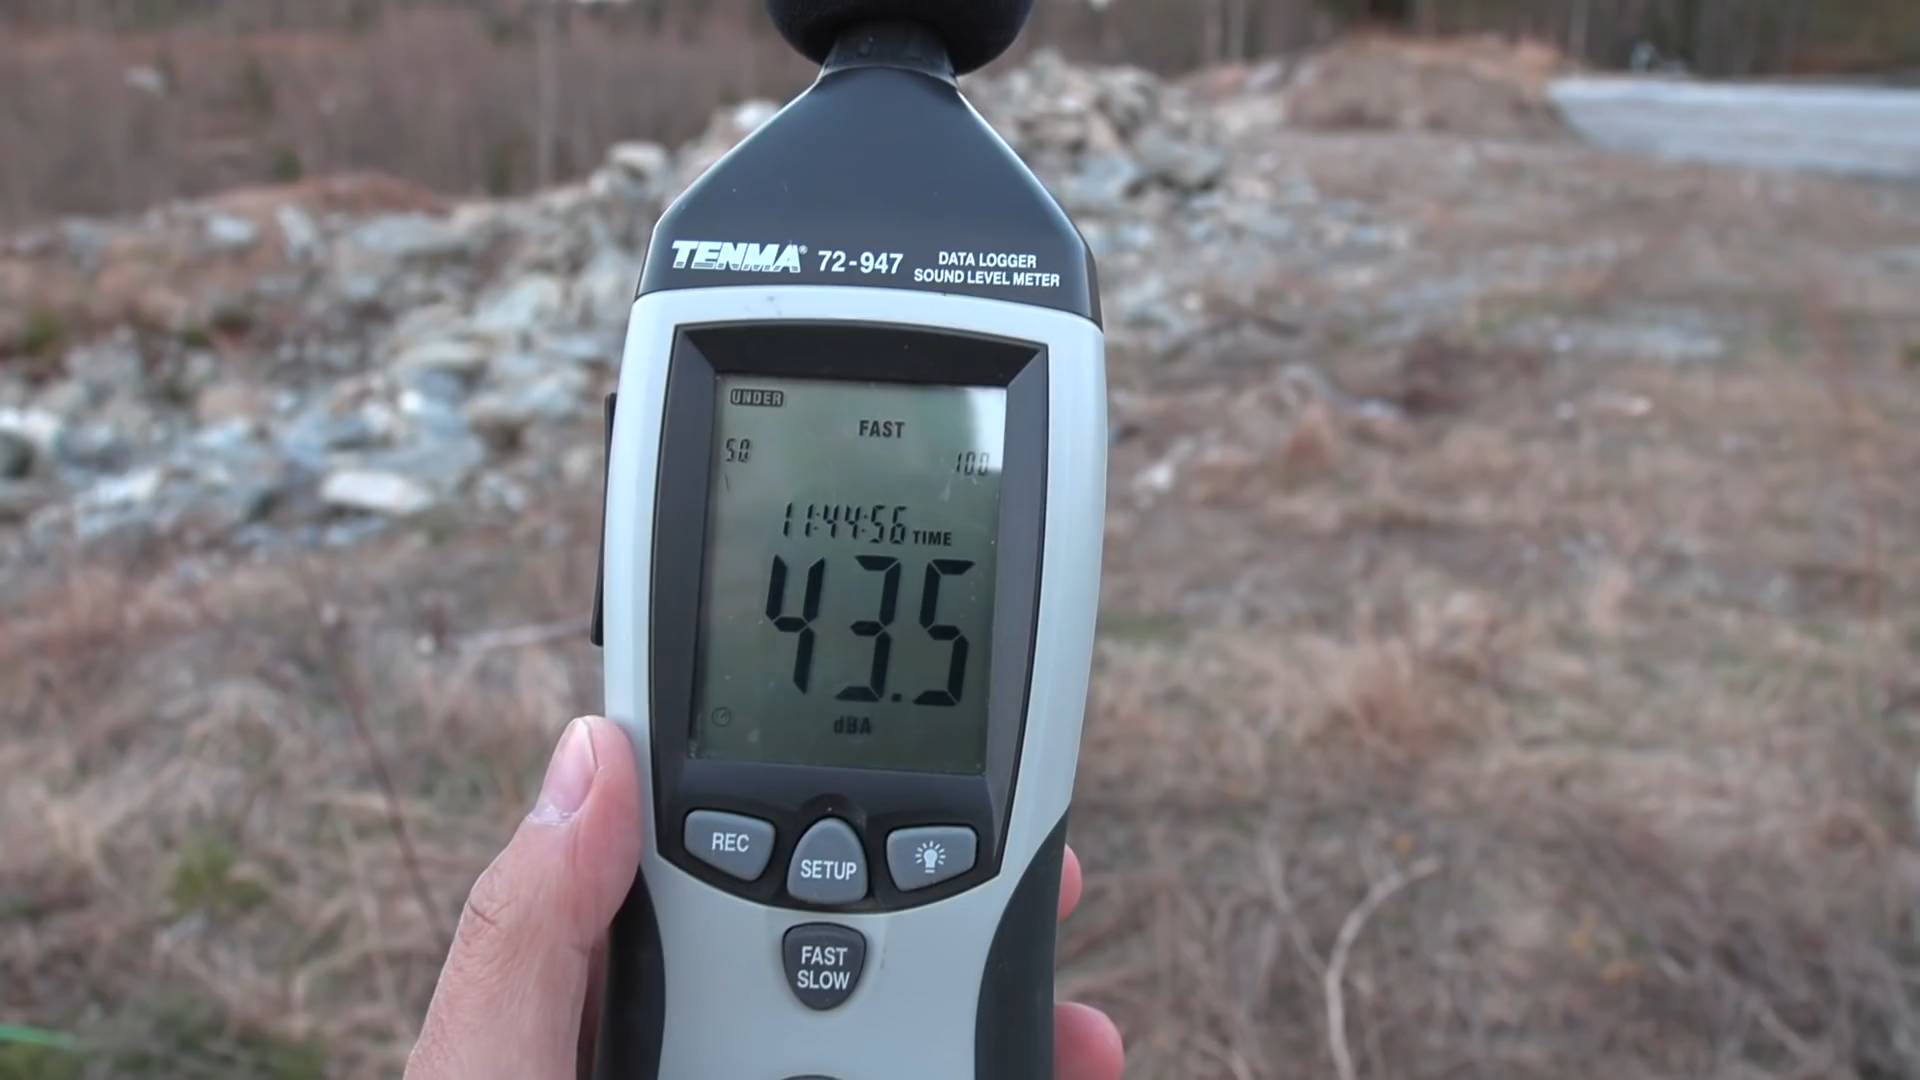 TENMA® 72-947 DATA LOGGER
SOUND LEVEL METER
UNDER
FAST
50 100
11:44:56 TIME
43.5
dBA
REC
SETUP
FAST
SLOW